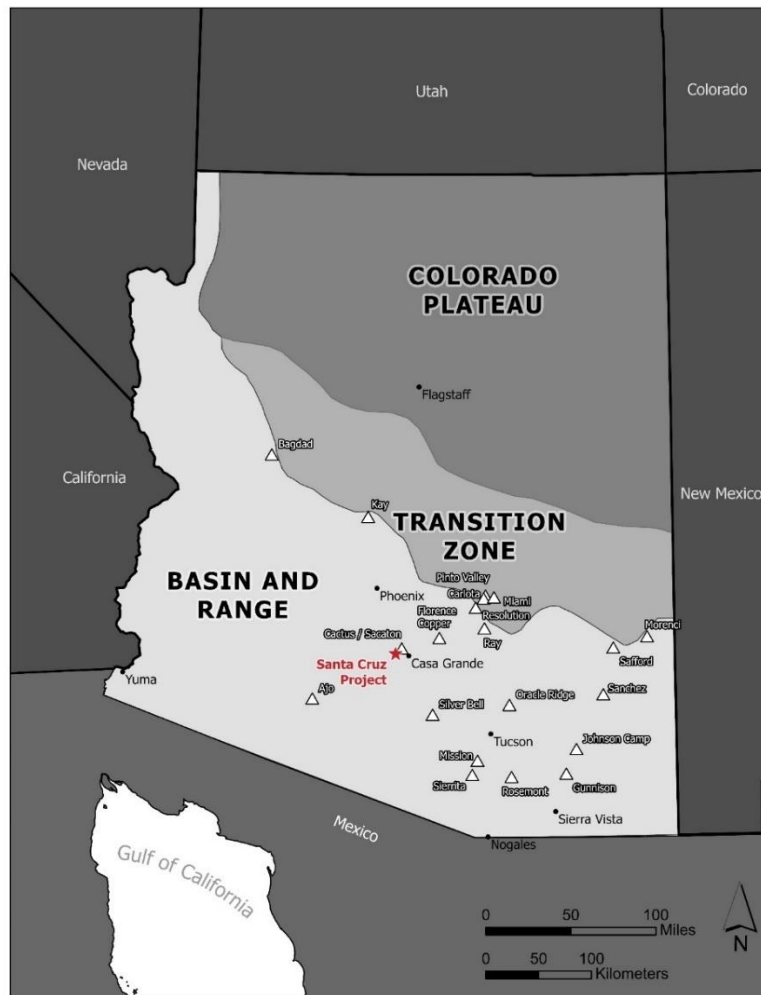 Utah
Colorado
Nevada
COLORADO
PLATEAU
Flagstaff
Bagdad
California
New Mexico
Kay
TRANSITION
ZONE
BASIN AND
RANGE
Phoenix
Pinto Valley
Carlota
Miami
Florence
Copper
Resolution
Ray
Morenci
Cactus / Sacaton
Santa Cruz
Project
Casa Grande
Safford
Yuma
Ajo
Silver Bell
Oracle Ridge
Sanchez
Tucson
Johnson Camp
Mission
Sierrita
Rosemont
Gunnison
Sierra Vista
Mexico
Nogales
Gulf of California
0 50 100
Miles
0 50 100
Kilometers
N